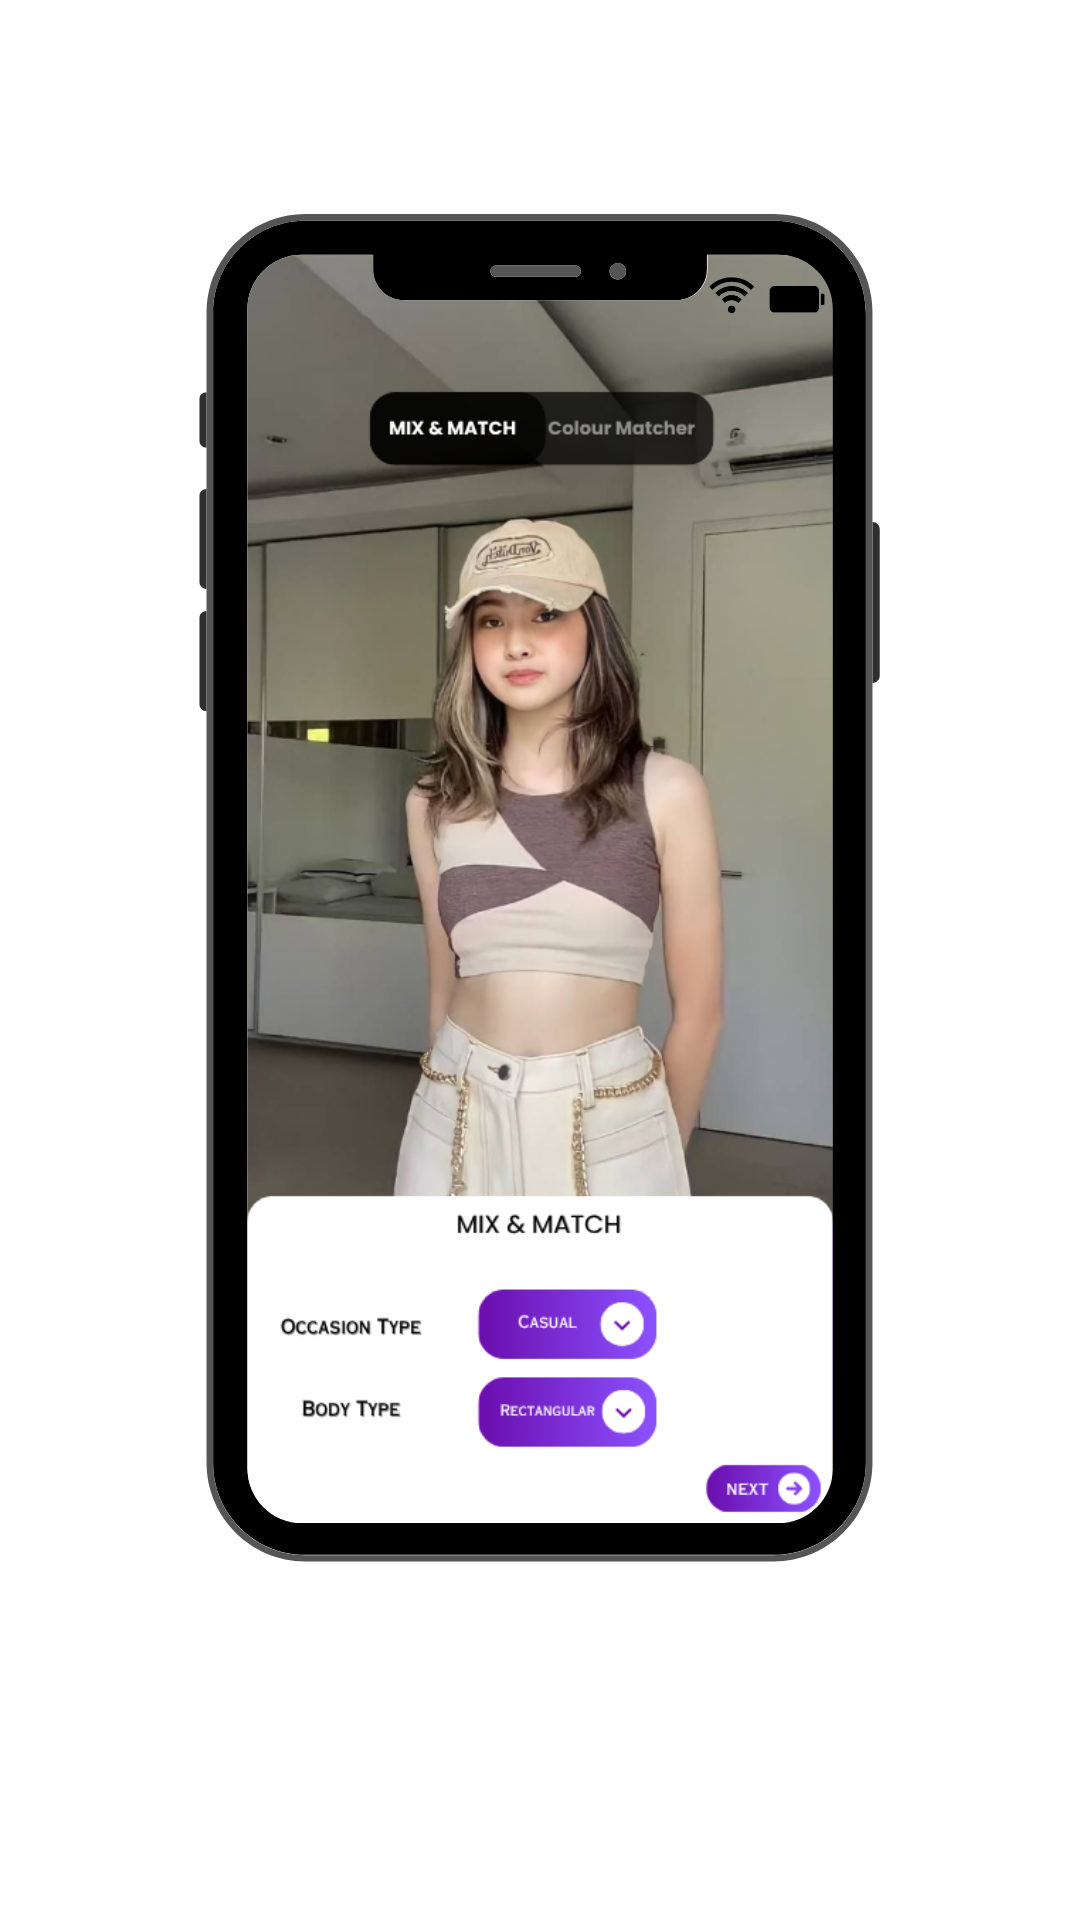 MIX & MATCH
Colour Matcher
Von Dutch
MIX & MATCH
OCCASION TYPE
CASUAL
BODY TYPE
RECTANGULAR
NEXT